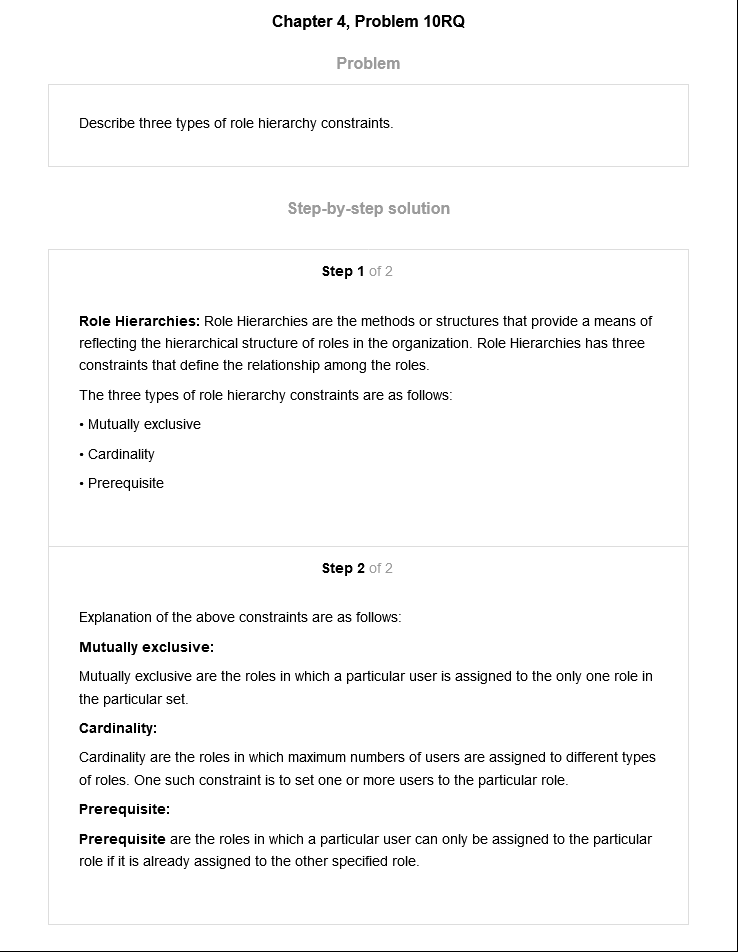 Chapter 4, Problem 10RQ
Problem
Describe three types of role hierarchy constraints.
Step-by-step solution
Step 1 of 2
Role Hierarchies: Role Hierarchies are the methods or structures that provide a means of
reflecting the hierarchical structure of roles in the organization. Role Hierarchies has three
constraints that define the relationship among the roles.
The three types of role hierarchy constraints are as follows:
• Mutually exclusive
• Cardinality
• Prerequisite
Step 2 of 2
Explanation of the above constraints are as follows:
Mutually exclusive:
Mutually exclusive are the roles in which a particular user is assigned to the only one role in
the particular set.
Cardinality:
Cardinality are the roles in which maximum numbers of users are assigned to different types
of roles. One such constraint is to set one or more users to the particular role.
Prerequisite:
Prerequisite are the roles in which a particular user can only be assigned to the particular
role if it is already assigned to the other specified role.